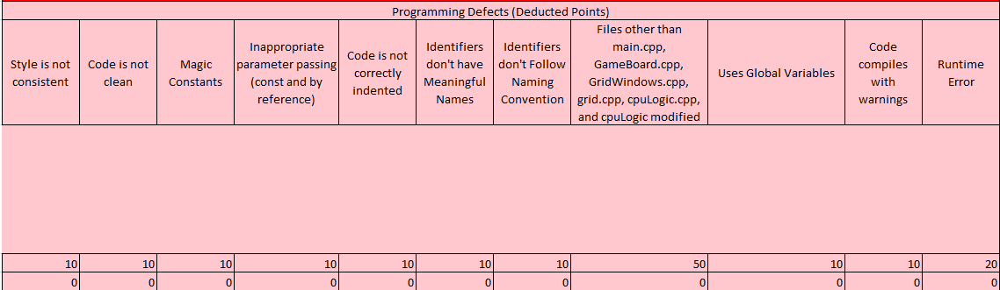 Programming Defects (Deducted Points)
Style is not
consistent
Code is not
clean
Magic
Constants
Inappropriate
parameter passing
(const and by
reference)
Code is not
correctly
indented
Identifiers
don't have
Meaningful
Names
Identifiers
don't Follow
Naming
Convention
Files other than
main.cpp,
GameBoard.cpp,
GridWindows.cpp,
grid.cpp, cpuLogic.cpp,
and cpuLogic modified
Uses Global Variables
Code
compiles
with
warnings
Runtime
Error
10 10 10 10 10 10 10 50 10 10 20
0 0 0 0 0 0 0 0 0 0 0